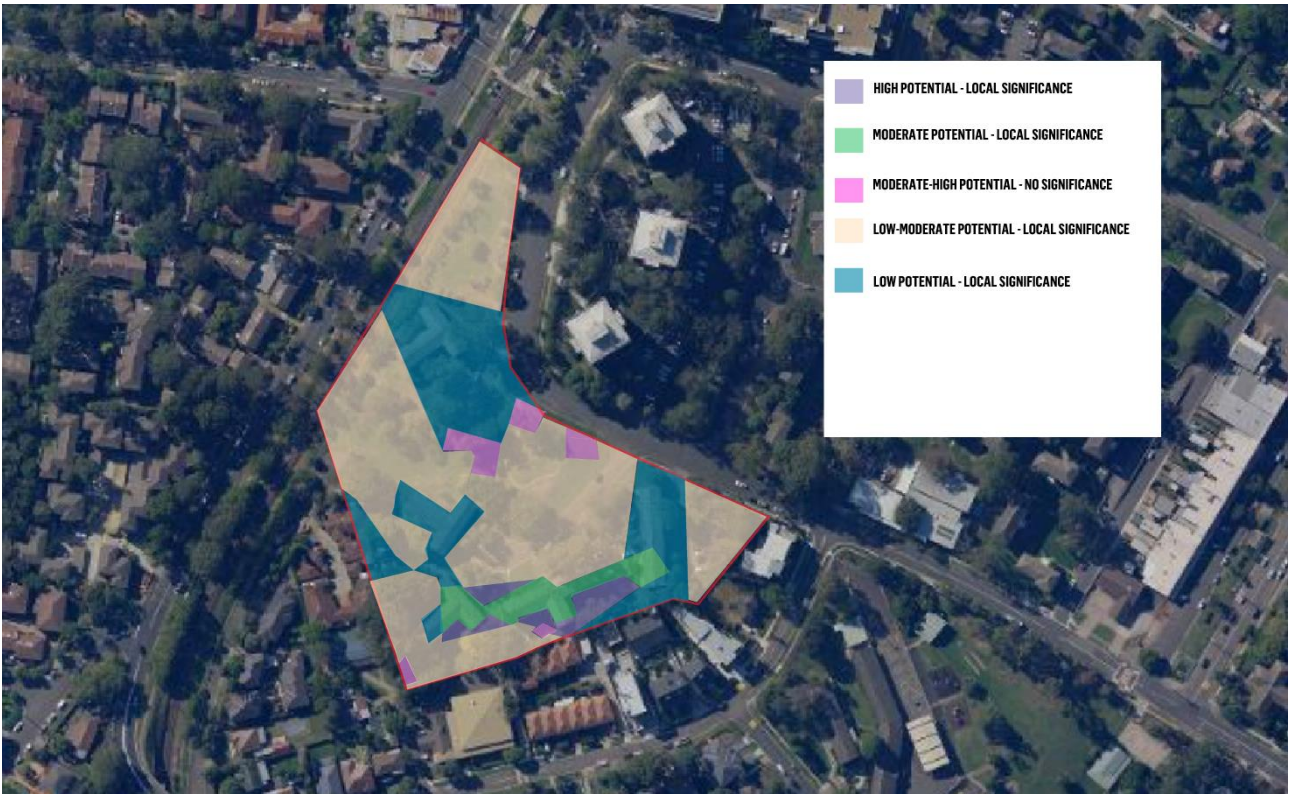 HIGH POTENTIAL - LOCAL SIGNIFICANCE
MODERATE POTENTIAL - LOCAL SIGNIFICANCE
MODERATE-HIGH POTENTIAL - NO SIGNIFICANCE
LOW-MODERATE POTENTIAL - LOCAL SIGNIFICANCE
LOW POTENTIAL - LOCAL SIGNIFICANCE